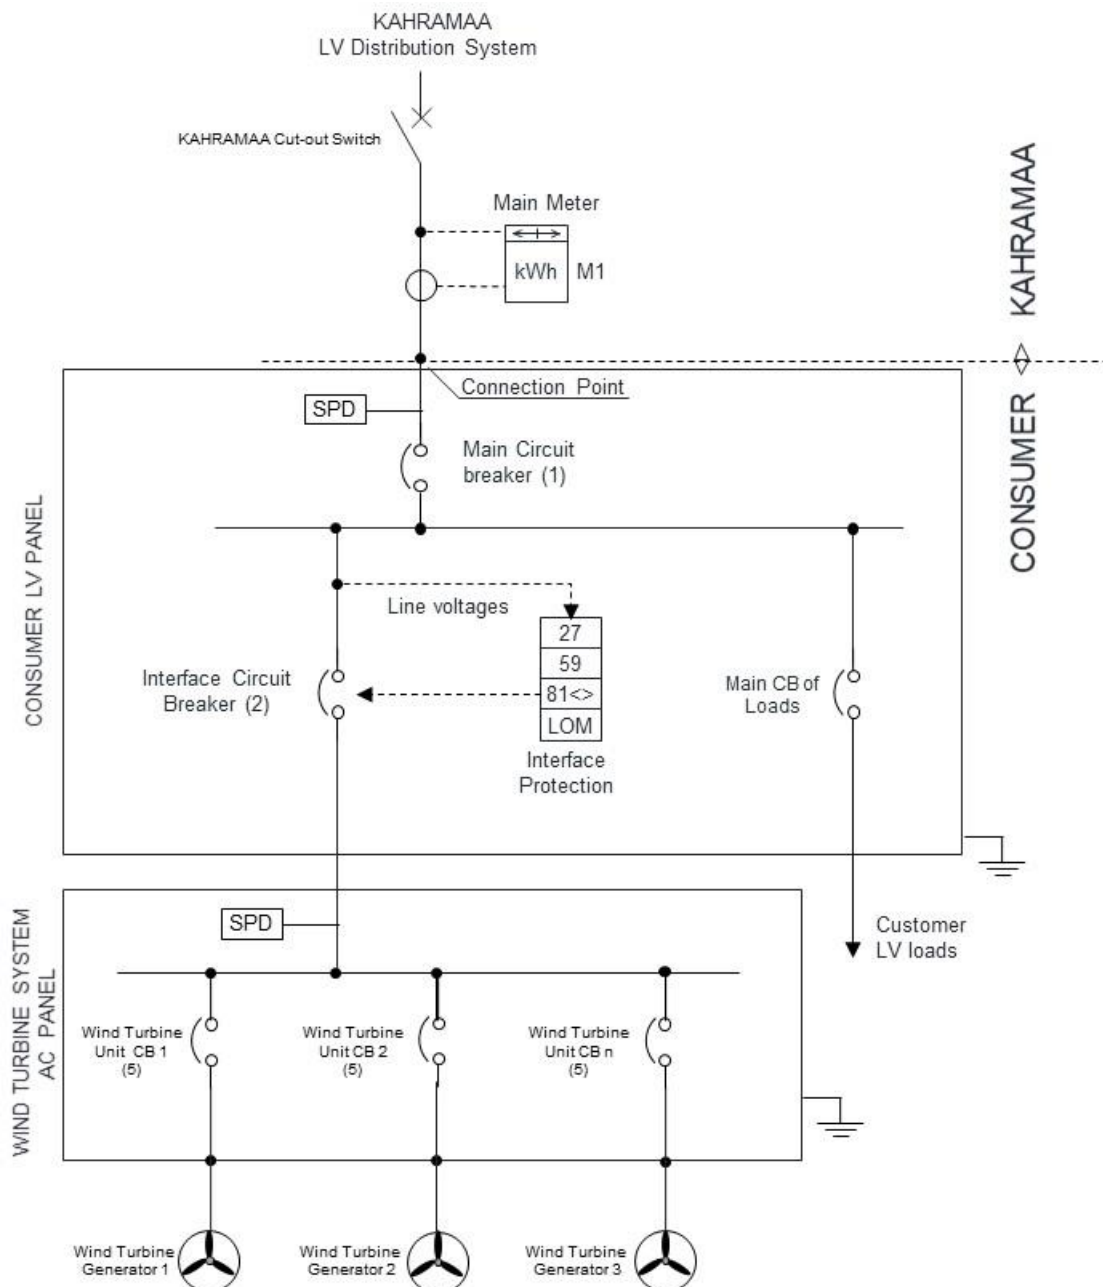 KAHRAMAA
LV Distribution System
KAHRAMAA Cut-out Switch
Main Meter
kWh
M1
KAHRAMAA
CONSUMER
Connection Point
SPD
Main Circuit
breaker (1)
CONSUMER LV PANEL
Line voltages
27
59
81<>
LOM
Interface
Protection
Interface Circuit
Breaker (2)
Main CB of
Loads
Customer
LV loads
WIND TURBINE SYSTEM
AC PANEL
SPD
Wind Turbine
Unit CB 1
(5)
Wind Turbine
Unit CB 2
(5)
Wind Turbine
Unit CB n
(5)
Wind Turbine
Generator 1
Wind Turbine
Generator 2
Wind Turbine
Generator 3